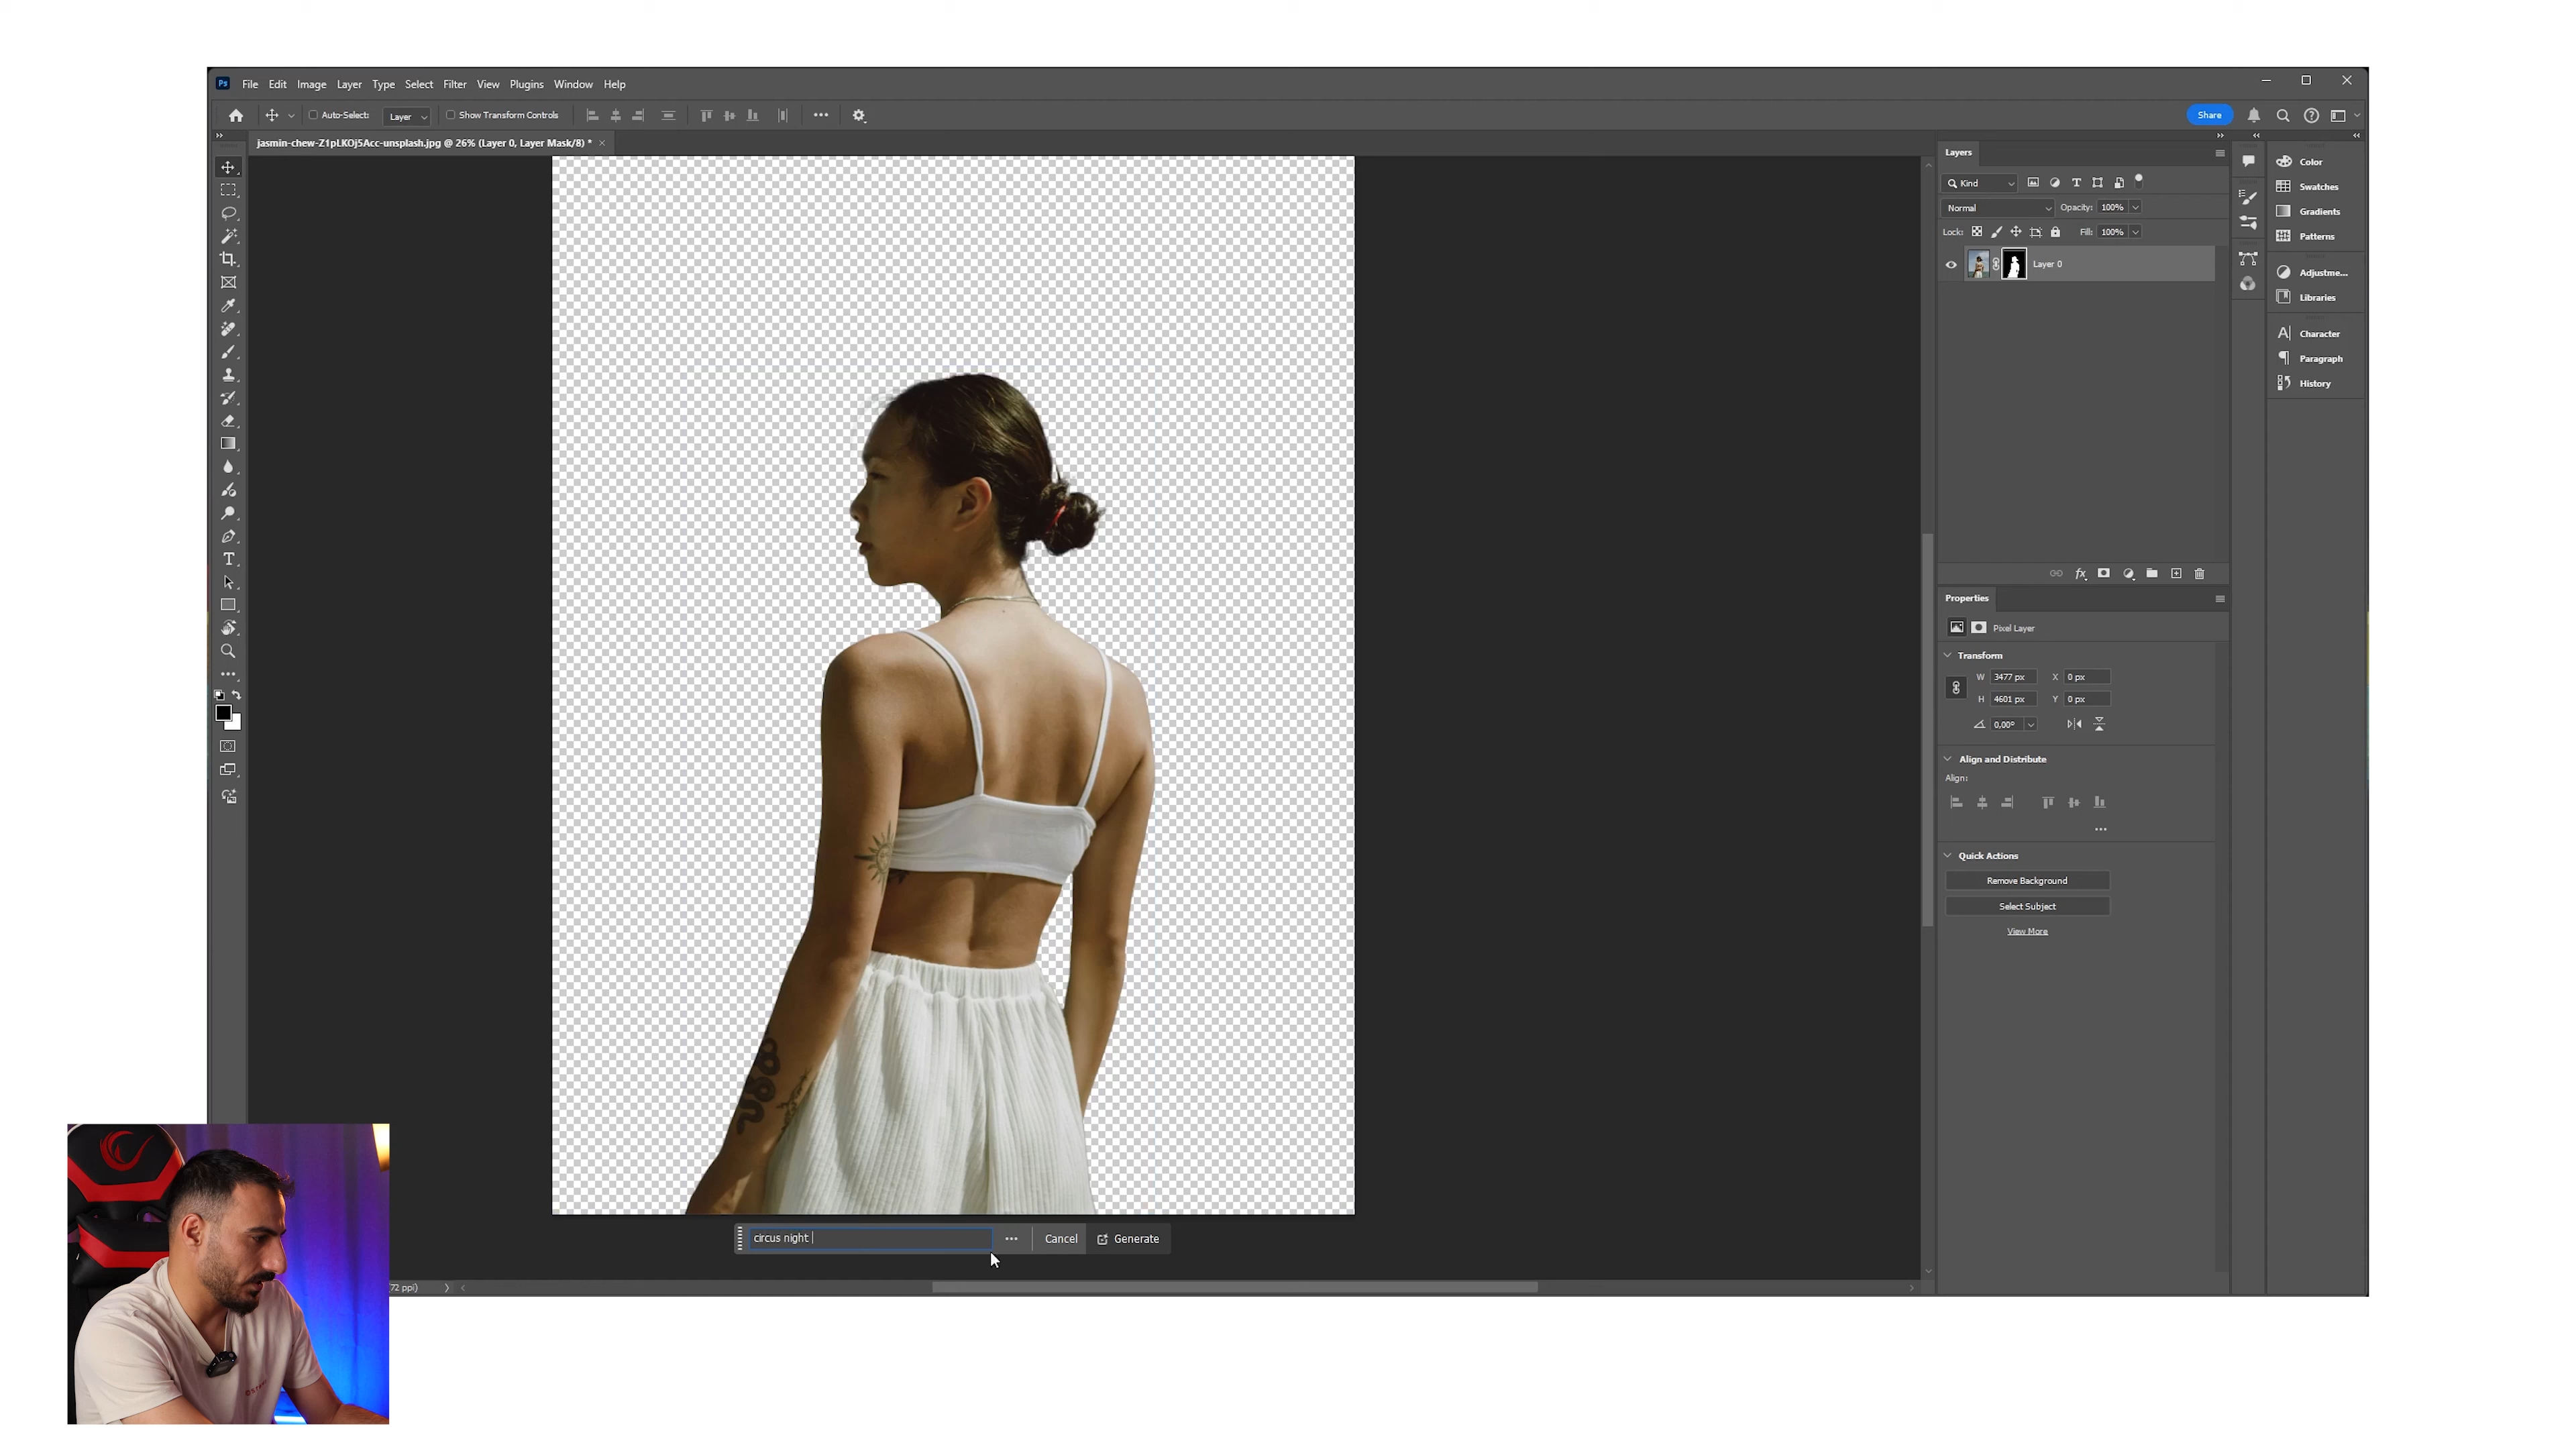 Ps File Edit Image Layer Type Select Filter View Plugins Window Help
Auto-Select: Layer Show Transform Controls Share
jasmin-chew-Z1pLKOj5Acc-unsplash.jpg @ 26% (Layer 0, Layer Mask/8) *
Layers
Kind
Normal Opacity: 100%
Lock: Fill: 100%
Layer 0
Properties
Pixel Layer
Transform
W 3477 px X 0 px
H 4601 px Y 0 px
0,00°
Align and Distribute
Align:
Quick Actions
Remove Background
Select Subject
View More
Color
Swatches
Gradients
Patterns
Adjustme...
Libraries
Character
Paragraph
History
circus night Cancel Generate
72 ppi)